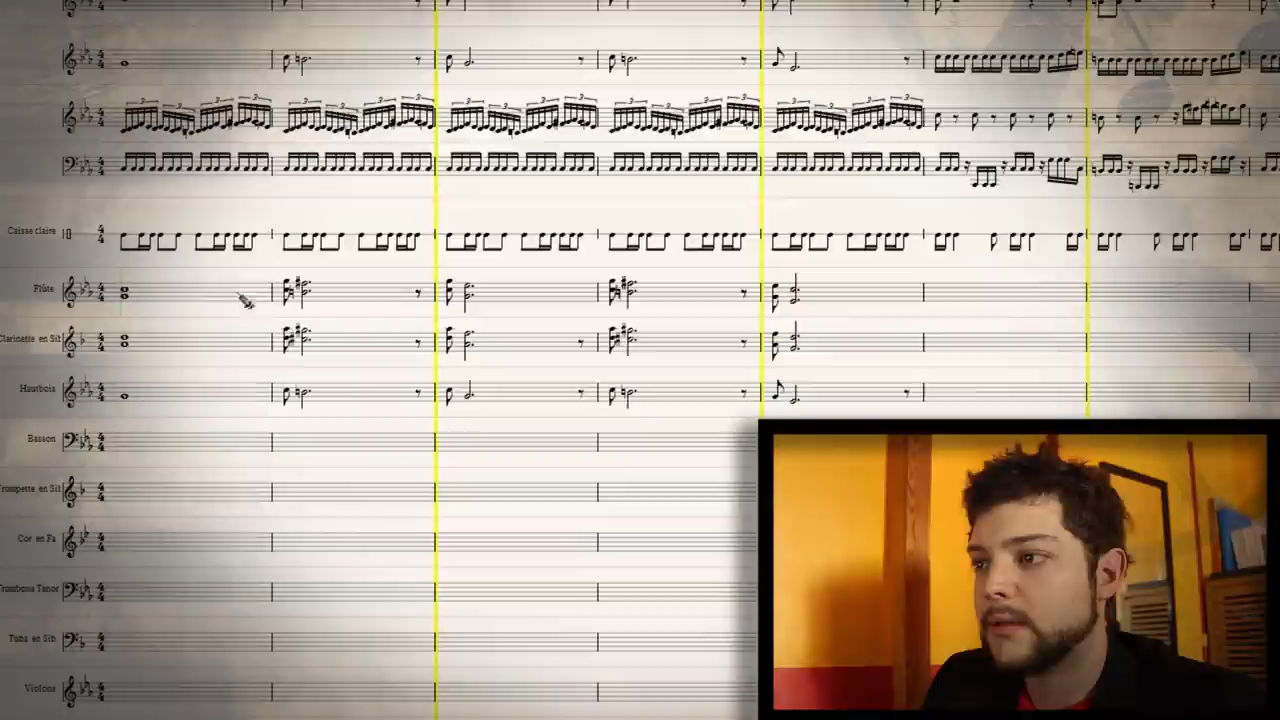 Caisse claire
Flûte
Clarinette en Sib
Hautbois
Basson
Trompette en Sib
Cor en Fa
Trombone Ténor
Tuba en Sib
Violons